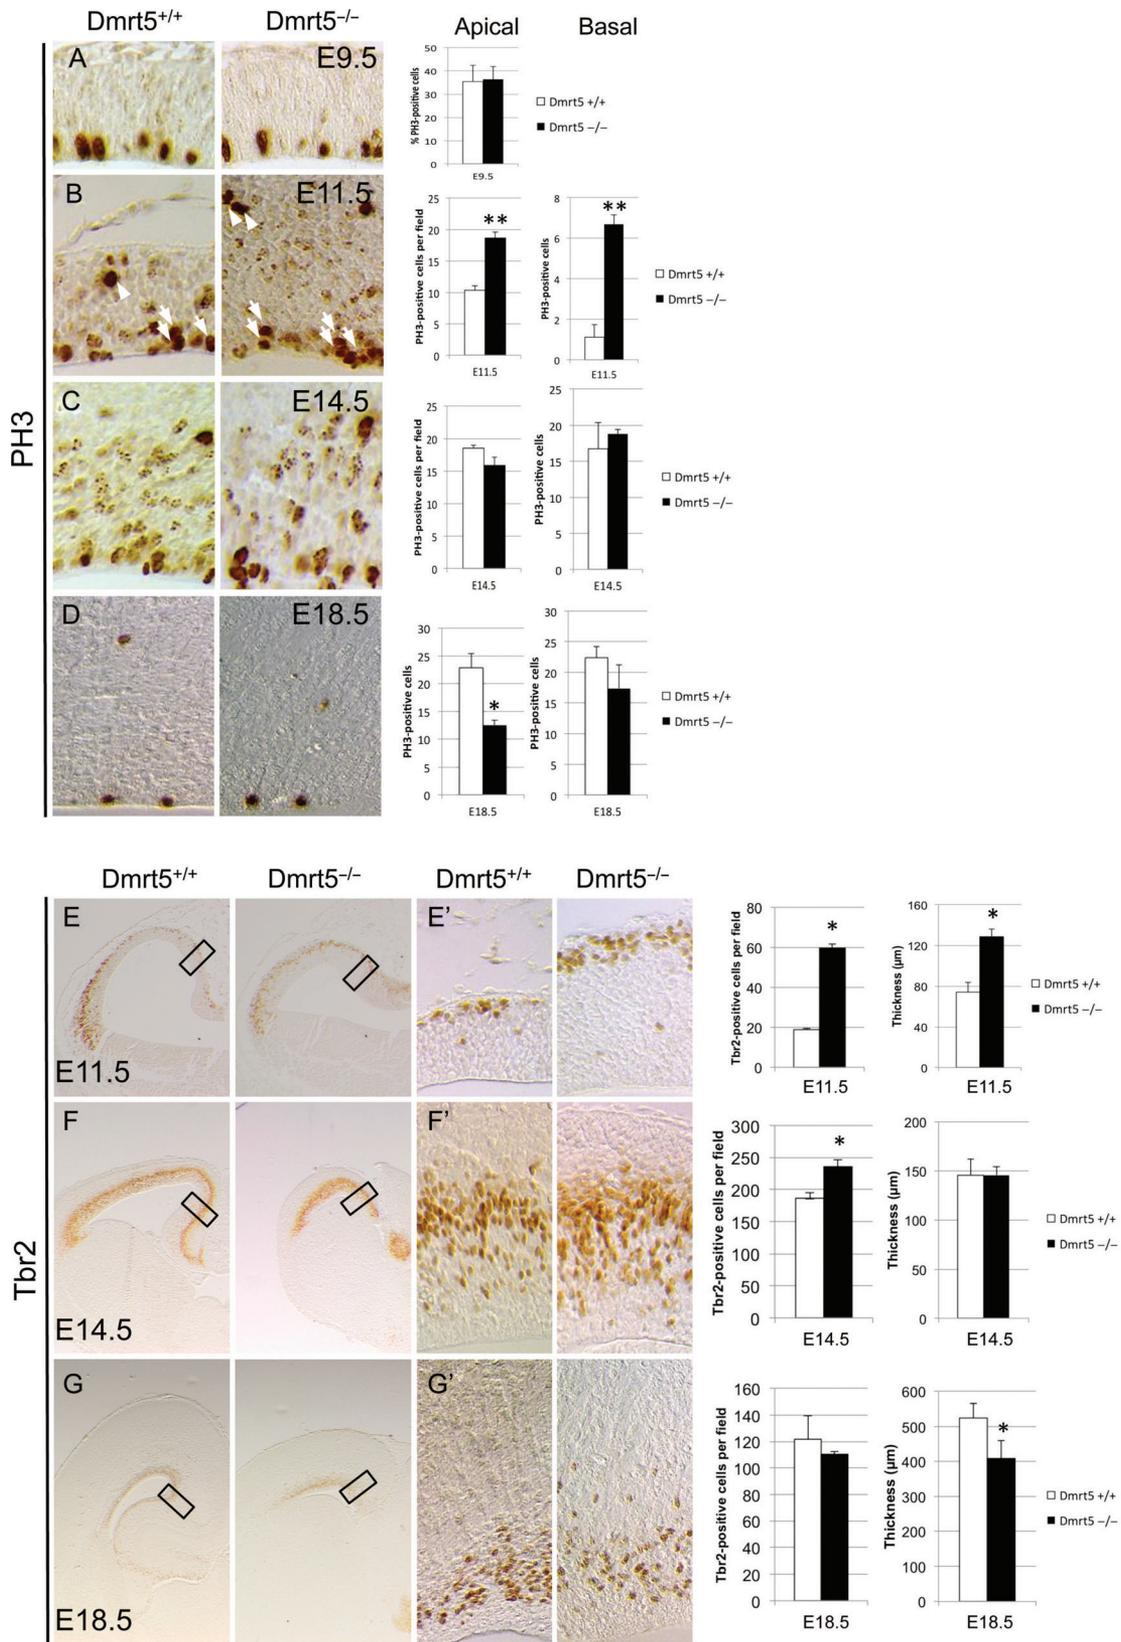 Dmrt5+/+ Dmrt5−/− Apical Basal
PH3
A E9.5
% PH3-positive cells
50
40
30
20
10
0
E9.5
Dmrt5 +/+
Dmrt5 −/−
B E11.5
PH3-positive cells per field
25
20
15
10
5
0
**
E11.5
PH3-positive cells
8
6
4
2
0
**
E11.5
Dmrt5 +/+
Dmrt5 −/−
C E14.5
PH3-positive cells per field
25
20
15
10
5
0
E14.5
PH3-positive cells
25
20
15
10
5
0
E14.5
Dmrt5 +/+
Dmrt5 −/−
D E18.5
PH3-positive cells
30
25
20
15
10
5
0
*
E18.5
PH3-positive cells
30
25
20
15
10
5
0
E18.5
Dmrt5 +/+
Dmrt5 −/−
Dmrt5+/+ Dmrt5−/− Dmrt5+/+ Dmrt5−/−
Tbr2
E E'
E11.5
Tbr2-positive cells per field
80
60
40
20
0
*
E11.5
Thickness (µm)
160
120
80
40
0
*
E11.5
Dmrt5 +/+
Dmrt5 −/−
F F'
E14.5
Tbr2-positive cells per field
300
250
200
150
100
50
0
*
E14.5
Thickness (µm)
200
150
100
50
0
E14.5
Dmrt5 +/+
Dmrt5 −/−
G G'
E18.5
Tbr2-positive cells per field
160
140
120
100
80
60
40
20
0
E18.5
Thickness (µm)
600
500
400
300
200
100
0
*
E18.5
Dmrt5 +/+
Dmrt5 −/−